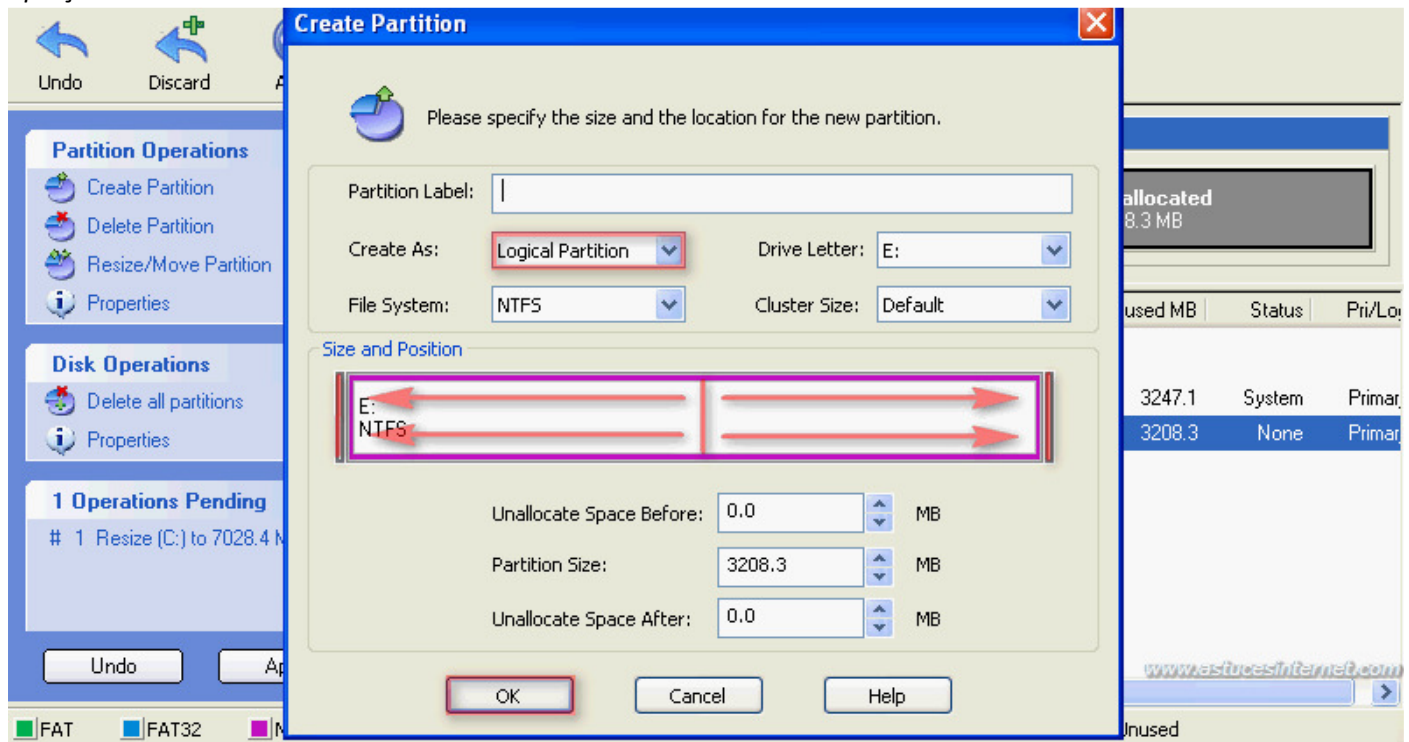 Create Partition
Undo
Discard
Please specify the size and the location for the new partition.
Partition Operations
Create Partition
Delete Partition
Resize/Move Partition
Properties
Disk Operations
Delete all partitions
Properties
1 Operations Pending
# 1 Resize (C:) to 7028.4
Undo
FAT
FAT32
Partition Label:
Create As:
Logical Partition
Drive Letter:
E:
File System:
NTFS
Cluster Size:
Default
Size and Position
E:
NTFS
Unallocate Space Before:
0.0
MB
Partition Size:
3208.3
MB
Unallocate Space After:
0.0
MB
OK
Cancel
Help
allocated
8.3 MB
used MB
Status
Pri/Lo
3247.1
System
Primar
3208.3
None
Primar
www.astucesinternet.com
Unused